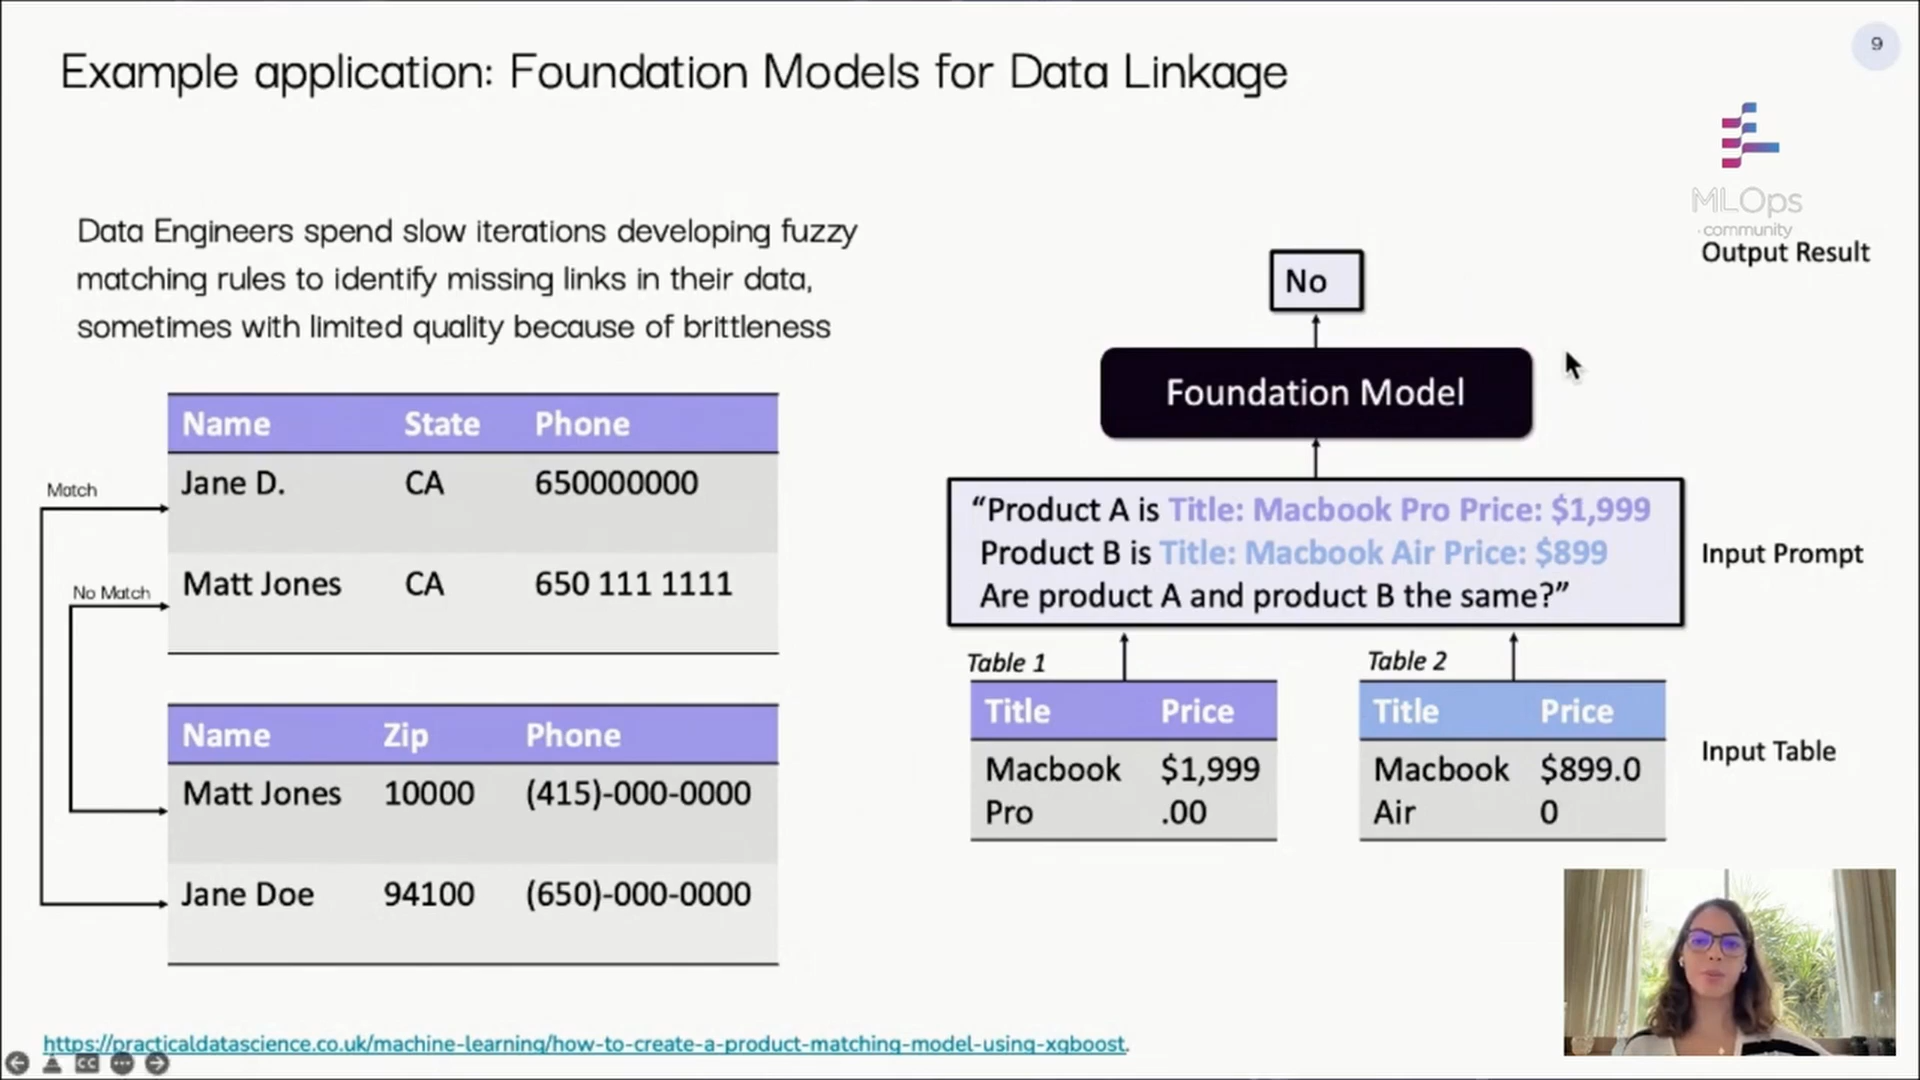 9
Example application: Foundation Models for Data Linkage
MLOps
community
Data Engineers spend slow iterations developing fuzzy
matching rules to identify missing links in their data,
sometimes with limited quality because of brittleness
Match
No Match
Name State Phone
Jane D. CA 650000000
Matt Jones CA 650 111 1111
Name Zip Phone
Matt Jones 10000 (415)-000-0000
Jane Doe 94100 (650)-000-0000
Output Result
No
Foundation Model
“Product A is Title: Macbook Pro Price: $1,999
Product B is Title: Macbook Air Price: $899
Are product A and product B the same?”
Input Prompt
Table 1
Title Price
Macbook $1,999
Pro .00
Table 2
Title Price
Macbook $899.0
Air 0
Input Table
https://practicaldatascience.co.uk/machine-learning/how-to-create-a-product-matching-model-using-xgboost.
CC